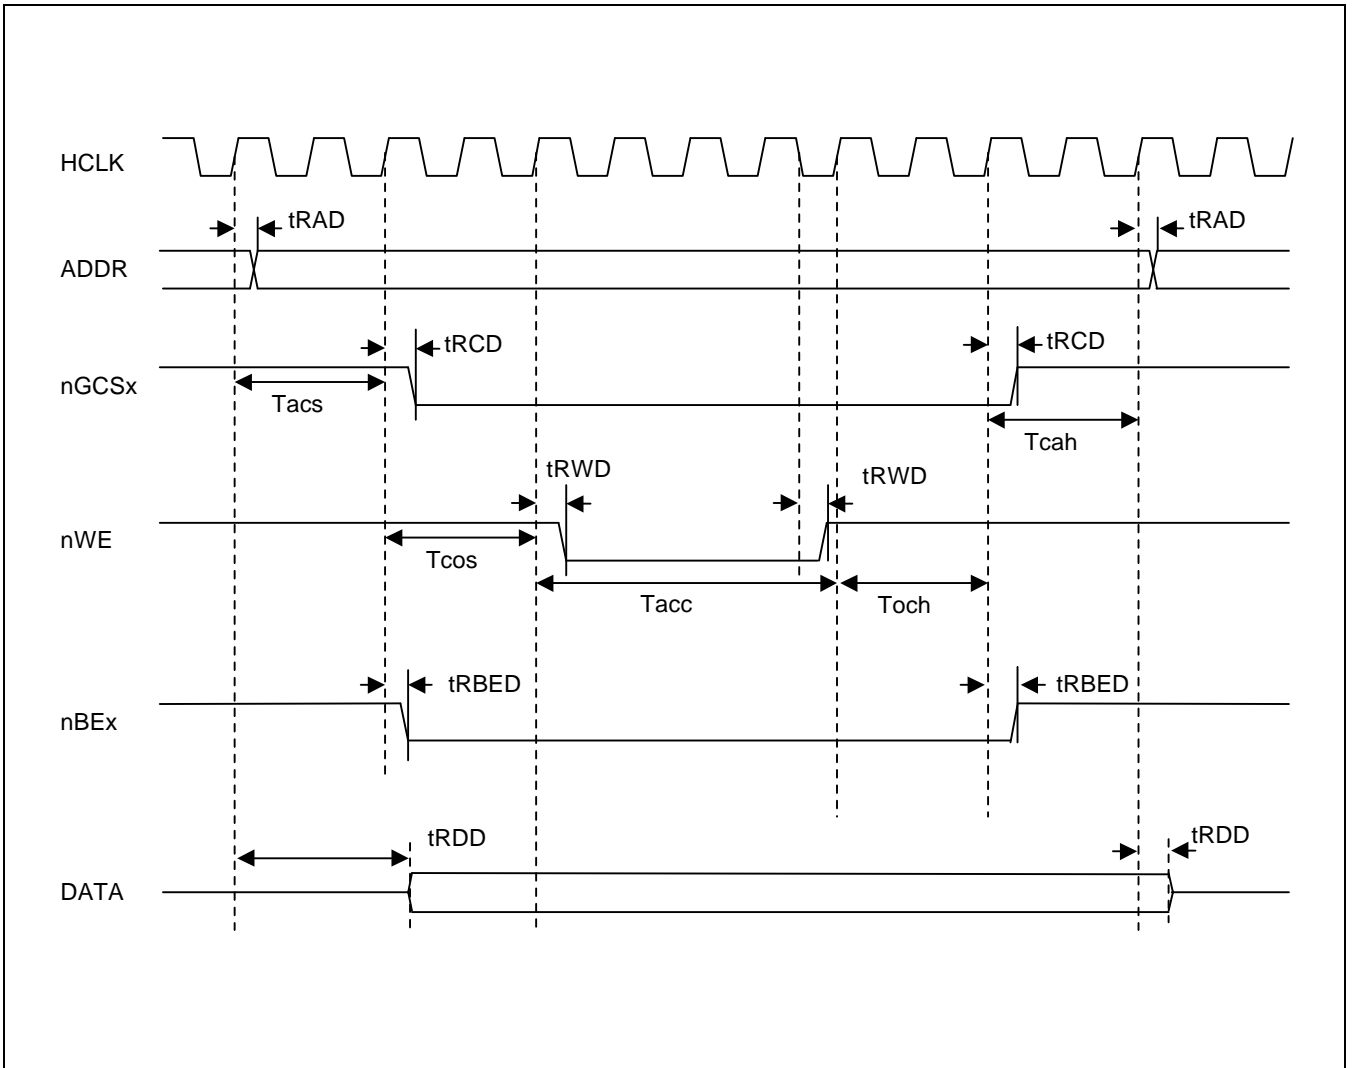 HCLK
tRAD
tRAD
ADDR
tRCD
tRCD
nGCSx
Tacs
Tcah
tRWD
tRWD
nWE
Tcos
Tacc
Toch
tRBED
tRBED
nBEx
tRDD
tRDD
DATA